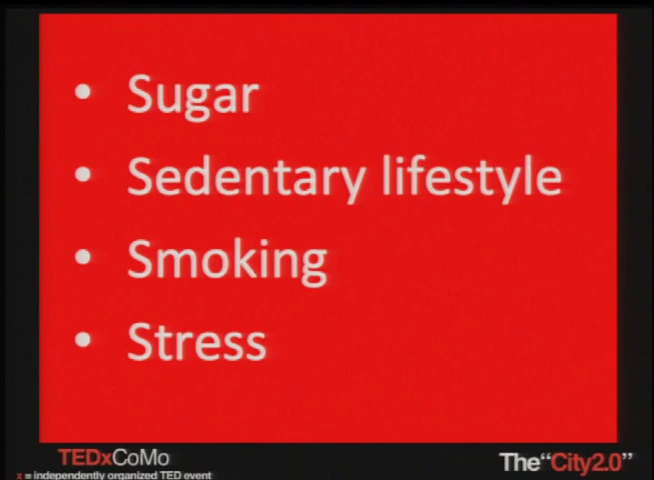 • Sugar
• Sedentary lifestyle
• Smoking
• Stress
TEDxCoMo
x = independently organized TED event
The“City2.0”